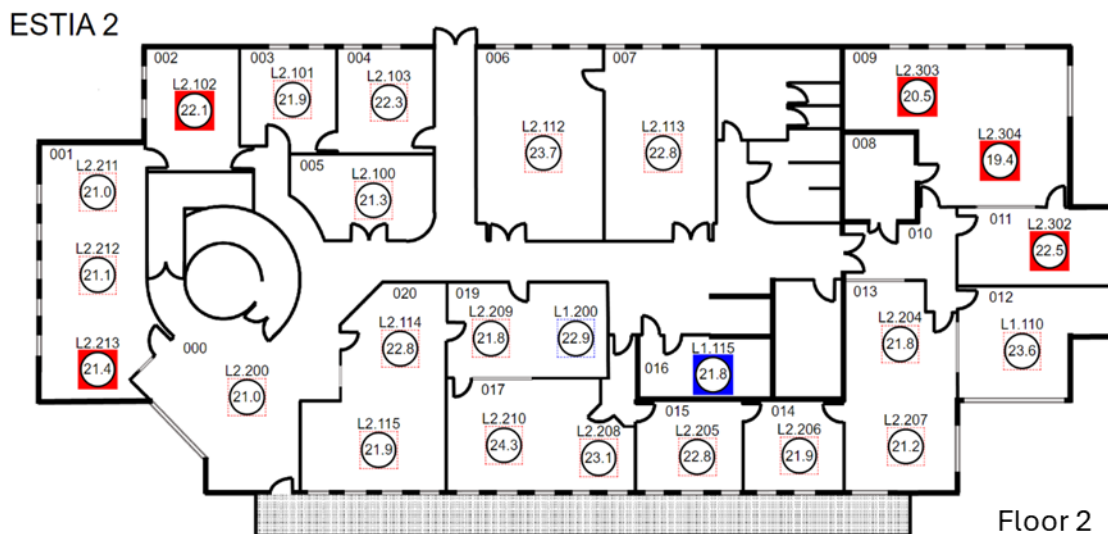 ESTIA 2
002
L2.102
22.1
003
L2.101
21.9
004
L2.103
22.3
006
L2.112
23.7
007
L2.113
22.8
009
L2.303
20.5
L2.304
19.4
008
001
L2.211
21.0
L2.212
21.1
L2.213
21.4
005
L2.100
21.3
010
011
L2.302
22.5
000
L2.200
21.0
020
L2.114
22.8
L2.115
21.9
019
L2.209
21.8
L1.200
22.9
016
L1.115
21.8
013
L2.204
21.8
L2.207
21.2
012
L1.110
23.6
017
L2.210
24.3
L2.208
23.1
015
L2.205
22.8
014
L2.206
21.9
Floor 2